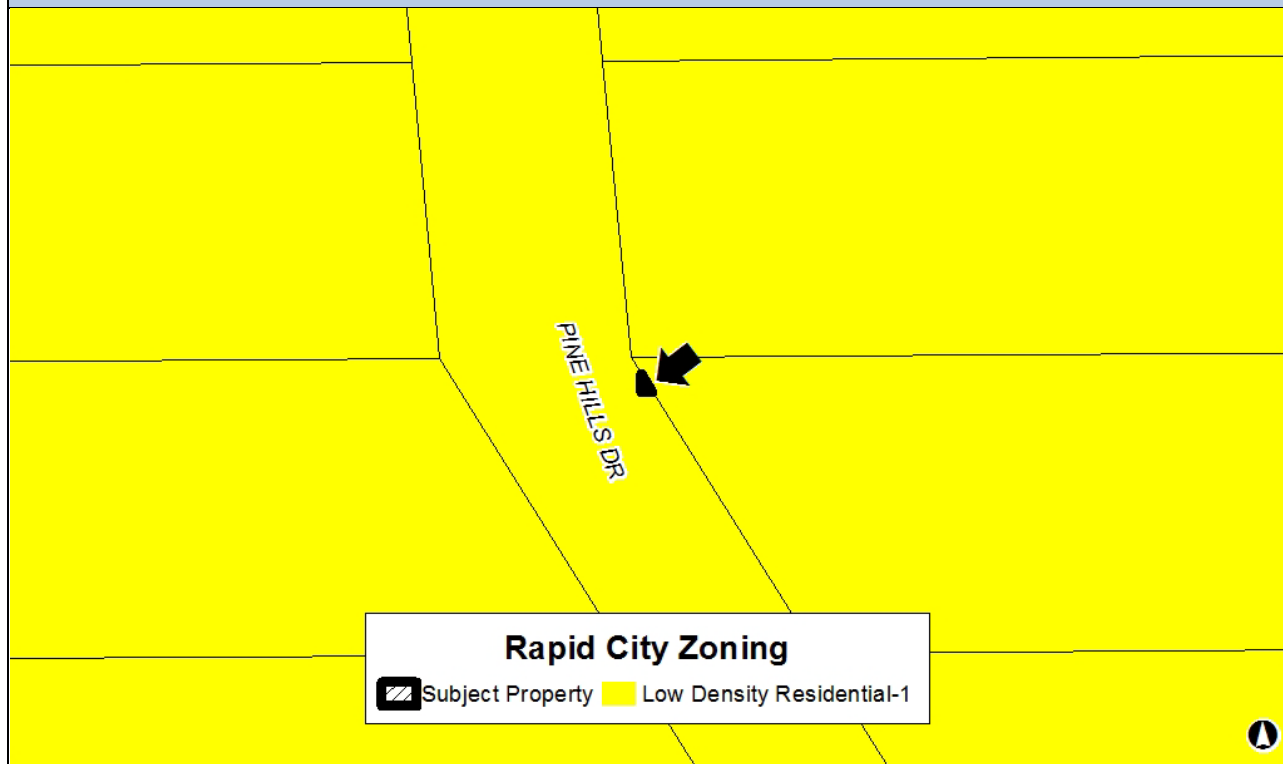 PINE HILLS DR
Rapid City Zoning
Subject Property Low Density Residential-1